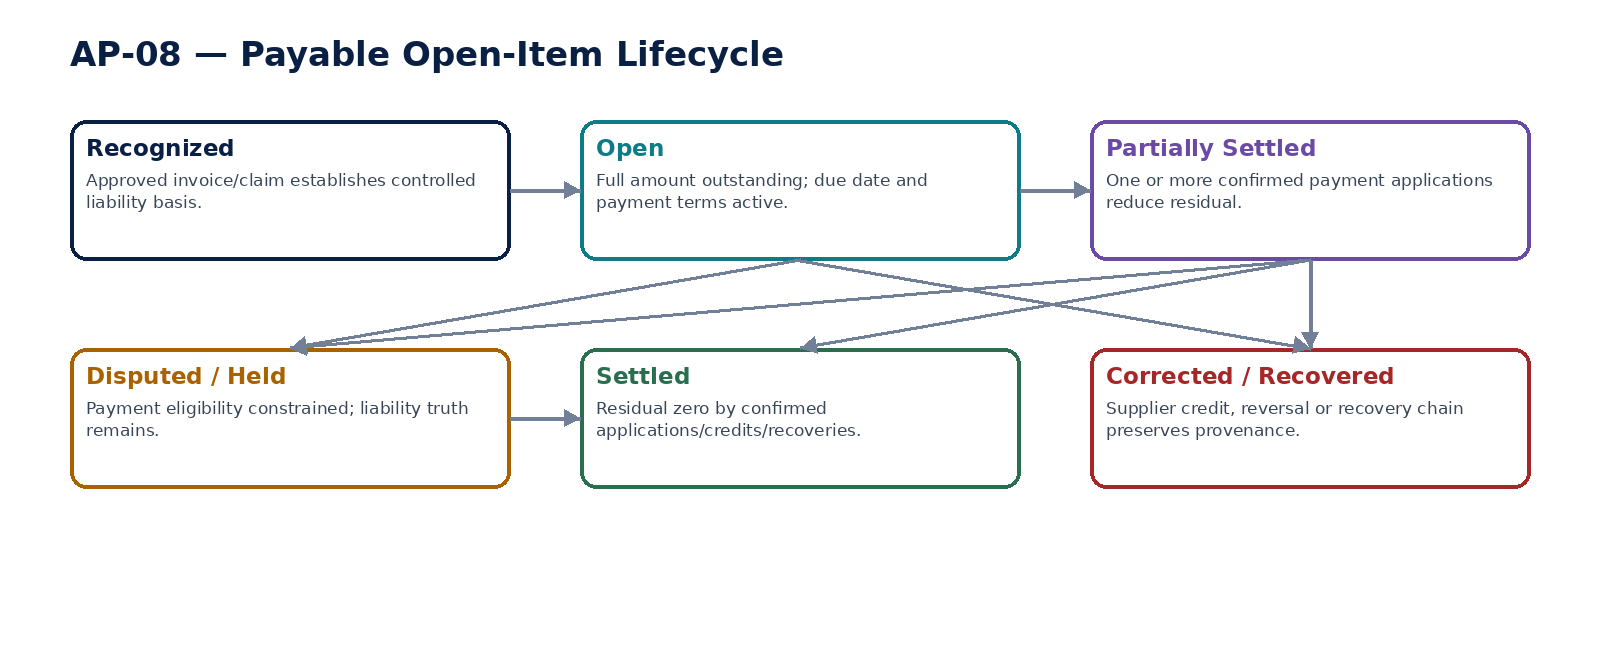 AP-08 — Payable Open-Item Lifecycle
Recognized
Approved invoice/claim establishes controlled
liability basis.
Open
Full amount outstanding; due date and
payment terms active.
Partially Settled
One or more confirmed payment applications
reduce residual.
Disputed / Held
Payment eligibility constrained; liability truth
remains.
Settled
Residual zero by confirmed
applications/credits/recoveries.
Corrected / Recovered
Supplier credit, reversal or recovery chain
preserves provenance.